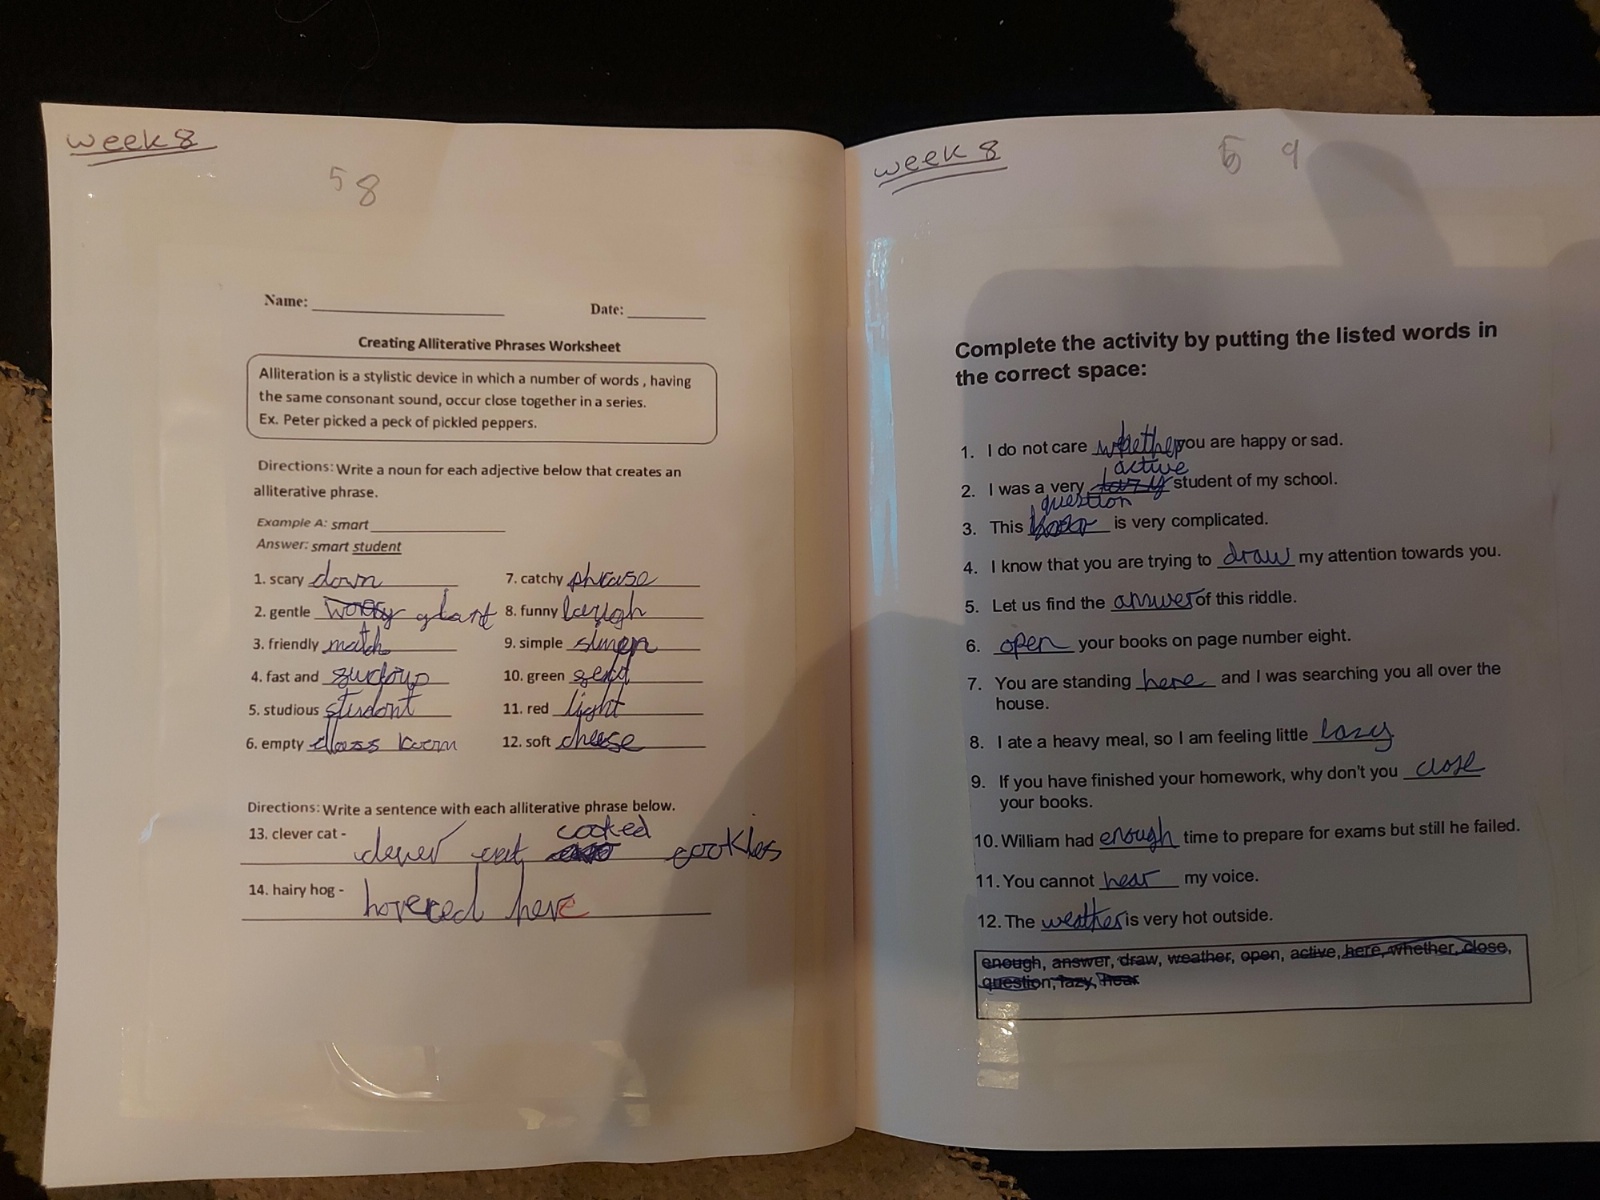 week 8
58
Name: Date:
Creating Alliterative Phrases Worksheet
Alliteration is a stylistic device in which a number of words , having
the same consonant sound, occur close together in a series.
Ex. Peter picked a peck of pickled peppers.
Directions: Write a noun for each adjective below that creates an
alliterative phrase.
Example A: smart
Answer: smart student
1. scary
2. gentle
3. friendly match
4. fast and
5. studious student
6. empty class
7. catchy phrase
8. funny laugh
9. simple
10. green
11. red light
12. soft cheese
Directions: Write a sentence with each alliterative phrase below.
13. clever cat - cooked
clever cat cookies
14. hairy hog - hovered here
week 8
59
Complete the activity by putting the listed words in
the correct space:
1. I do not care whether you are happy or sad.
active
2. I was a very lazy student of my school.
question
3. This is very complicated.
4. I know that you are trying to draw my attention towards you.
5. Let us find the answer of this riddle.
6. open your books on page number eight.
7. You are standing here and I was searching you all over the
house.
8. I ate a heavy meal, so I am feeling little lazy
9. If you have finished your homework, why don't you close
your books.
10. William had enough time to prepare for exams but still he failed.
11. You cannot hear my voice.
12. The weather is very hot outside.
enough, answer, draw, weather, open, active, here, whether, close,
question, lazy, hear